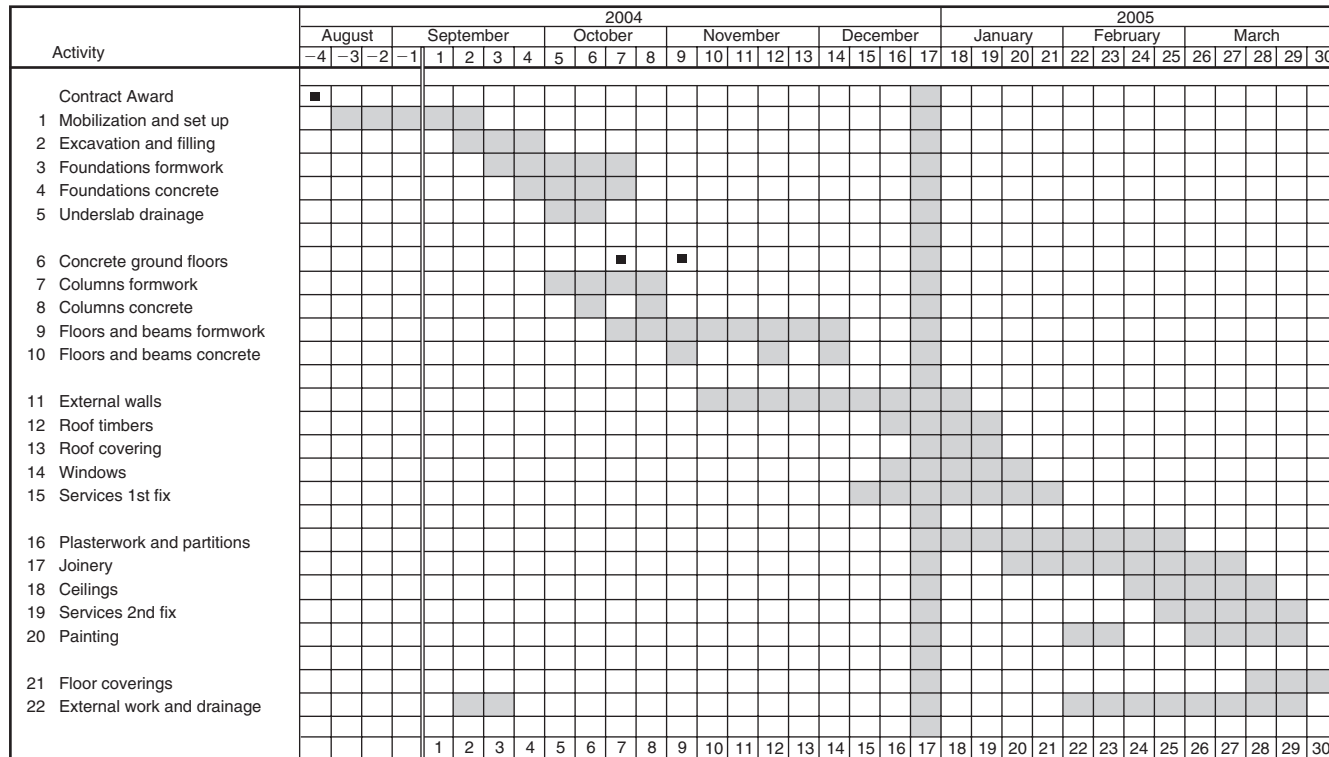 2004 2005
August September October November December January February March
Activity −4 −3 −2 −1 1 2 3 4 5 6 7 8 9 10 11 12 13 14 15 16 17 18 19 20 21 22 23 24 25 26 27 28 29 30
Contract Award
1 Mobilization and set up
2 Excavation and filling
3 Foundations formwork
4 Foundations concrete
5 Underslab drainage
6 Concrete ground floors
7 Columns formwork
8 Columns concrete
9 Floors and beams formwork
10 Floors and beams concrete
11 External walls
12 Roof timbers
13 Roof covering
14 Windows
15 Services 1st fix
16 Plasterwork and partitions
17 Joinery
18 Ceilings
19 Services 2nd fix
20 Painting
21 Floor coverings
22 External work and drainage
1 2 3 4 5 6 7 8 9 10 11 12 13 14 15 16 17 18 19 20 21 22 23 24 25 26 27 28 29 30